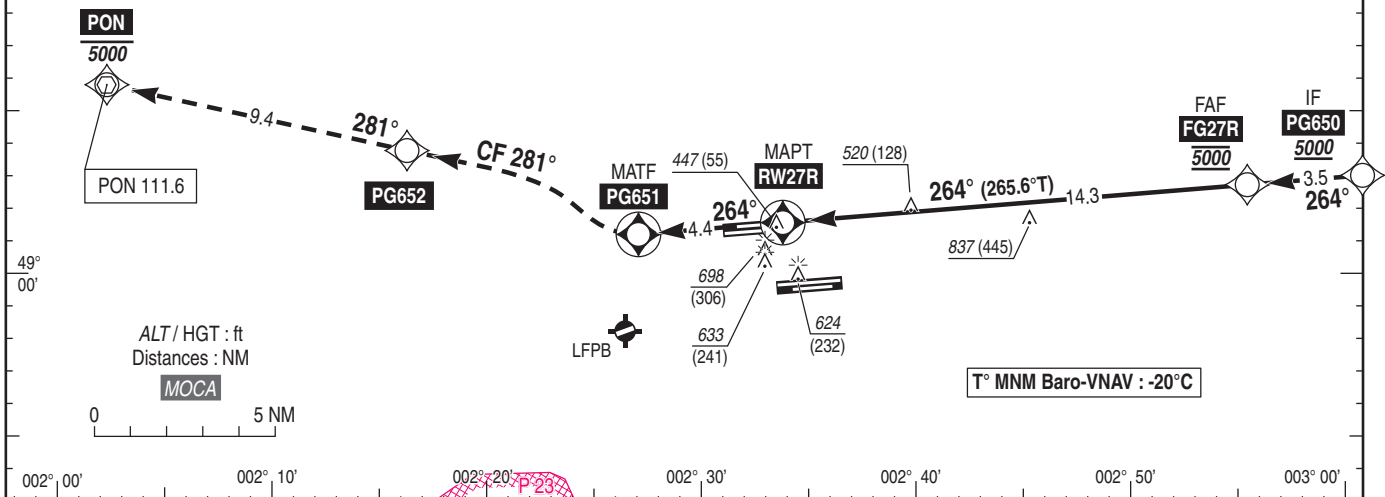 PON
5000
PON 111.6
9.4
281°
PG652
CF 281°
MATF
PG651
4.4
264°
447 (55)
MAPT
RW27R
520 (128)
264° (265.6°T)
14.3
837 (445)
FAF
FG27R
5000
IF
PG650
5000
3.5
264°
698
(306)
633
(241)
624
(232)
LFPB
49°
00'
ALT / HGT : ft
Distances : NM
MOCA
0 5 NM
T° MNM Baro-VNAV : -20°C
002° 00' 002° 10' 002° 20' 002° 30' 002° 40' 002° 50' 003° 00'
P 23